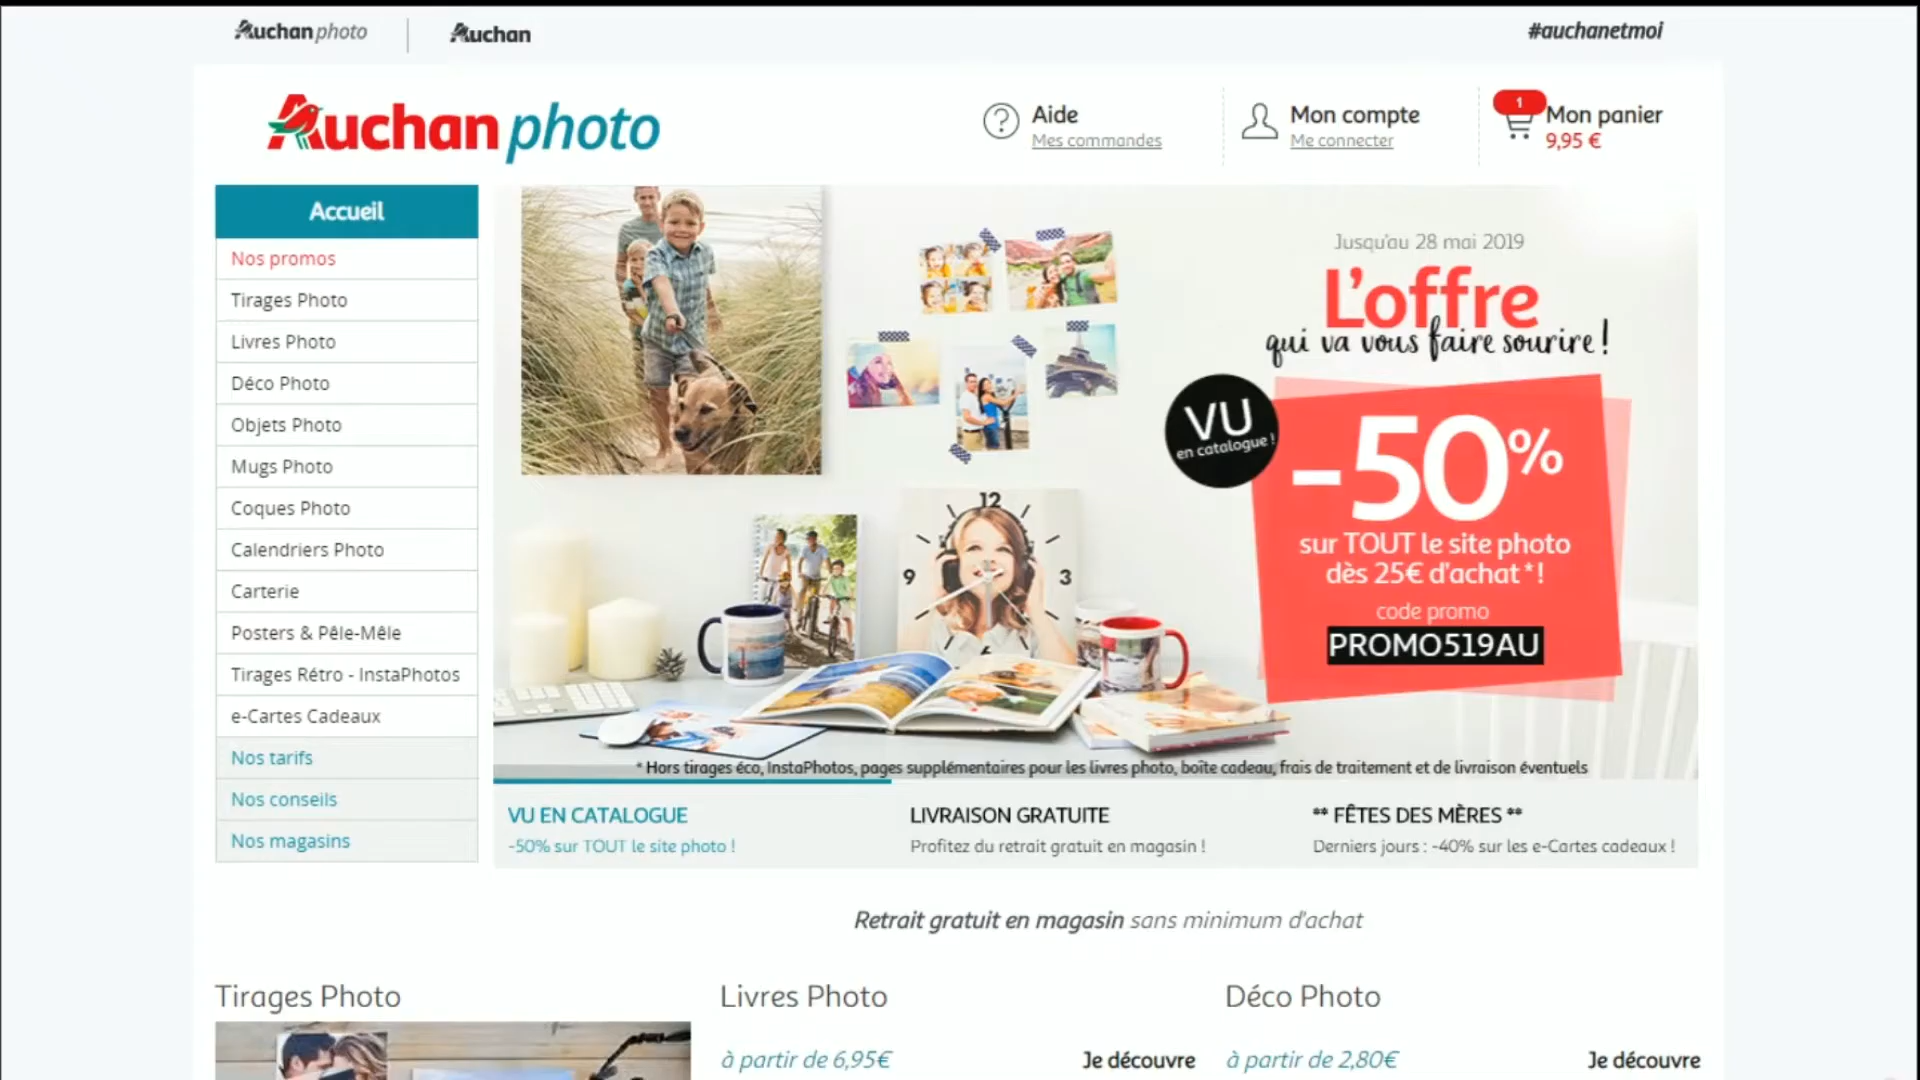 Auchan photo
Auchan
#auchanetmoi
Auchan photo
Aide
Mes commandes
Mon compte
Me connecter
1
Mon panier
9,95 €
Accueil
Nos promos
Tirages Photo
Livres Photo
Déco Photo
Objets Photo
Mugs Photo
Coques Photo
Calendriers Photo
Carterie
Posters & Pêle-Mêle
Tirages Rétro - InstaPhotos
e-Cartes Cadeaux
Nos tarifs
Nos conseils
Nos magasins
Jusqu'au 28 mai 2019
L'offre
qui va vous faire sourire !
VU
en catalogue !
-50%
sur TOUT le site photo
dès 25€ d'achat * !
code promo
PROMO519AU
12
9
3
6
* Hors tirages éco, InstaPhotos, pages supplémentaires pour les livres photo, boîte cadeau, frais de traitement et de livraison éventuels
VU EN CATALOGUE
-50% sur TOUT le site photo !
LIVRAISON GRATUITE
Profitez du retrait gratuit en magasin !
** FÊTES DES MÈRES **
Derniers jours : -40% sur les e-Cartes cadeaux !
Retrait gratuit en magasin sans minimum d'achat
Tirages Photo
Livres Photo
à partir de 6,95€
Je découvre
Déco Photo
à partir de 2,80€
Je découvre